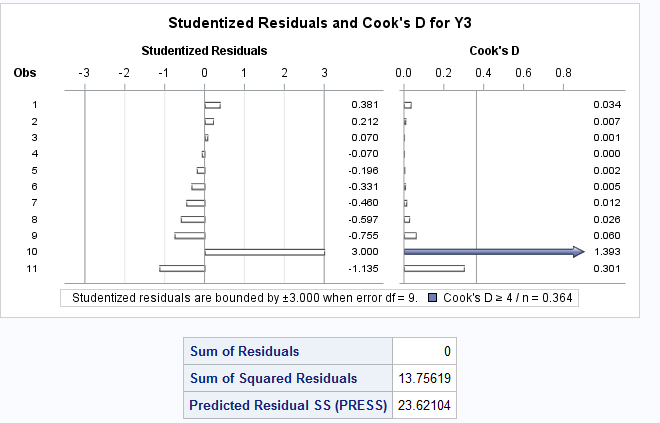 Studentized Residuals and Cook's D for Y3
Studentized Residuals Cook's D
Obs -3 -2 -1 0 1 2 3 0.0 0.2 0.4 0.6 0.8
1 0.381 0.034
2 0.212 0.007
3 0.070 0.001
4 -0.070 0.000
5 -0.196 0.002
6 -0.331 0.005
7 -0.460 0.012
8 -0.597 0.026
9 -0.755 0.060
10 3.000 1.393
11 -1.135 0.301
Studentized residuals are bounded by ±3.000 when error df = 9. Cook's D ≥ 4 / n = 0.364
Sum of Residuals 0
Sum of Squared Residuals 13.75619
Predicted Residual SS (PRESS) 23.62104